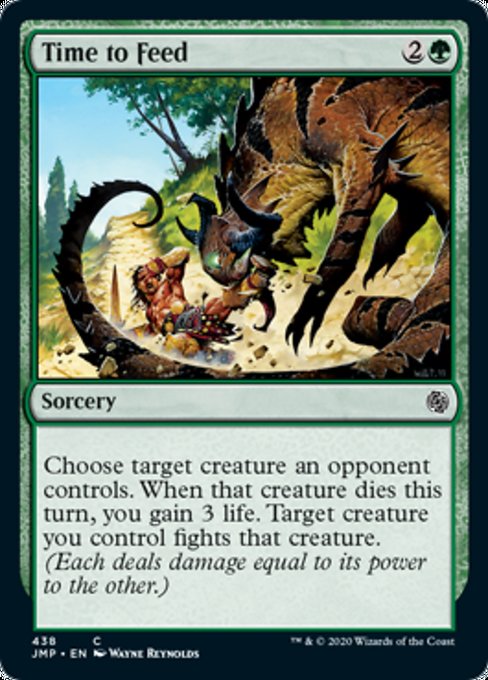 Time to Feed 2
Sorcery
Choose target creature an opponent
controls. When that creature dies this
turn, you gain 3 life. Target creature
you control fights that creature.
(Each deals damage equal to its power
to the other.)
438 C
JMP • EN Wayne Reynolds
™ & © 2020 Wizards of the Coast